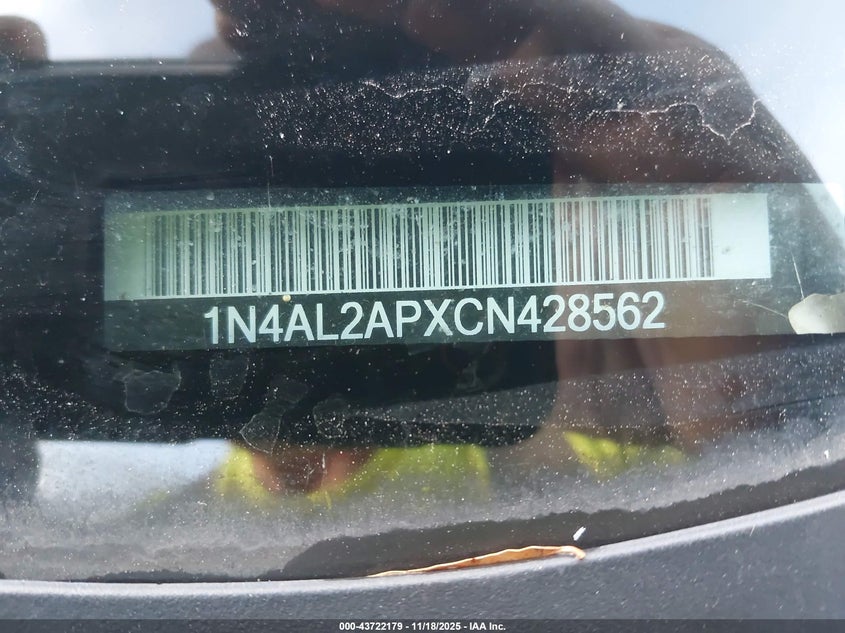 1N4AL2APXCN428562
000-43722179 - 11/18/2025 - IAA Inc.